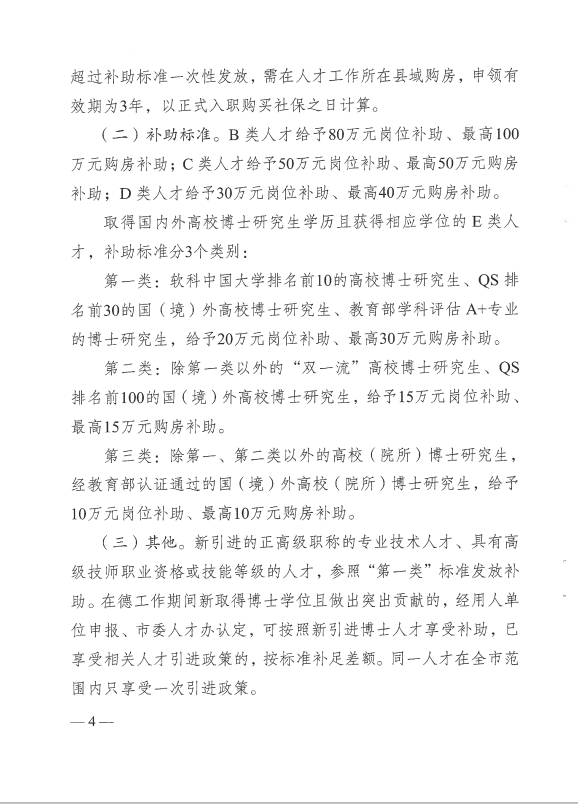 超过补助标准一次性发放，需在人才工作所在县域购房，申领有
效期为3年，以正式入职购买社保之日计算。
（二）补助标准。B 类人才给予80万元岗位补助、最高100
万元购房补助；C 类人才给予50万元岗位补助、最高50万元购房
补助；D 类人才给予30万元岗位补助、最高40万元购房补助。
取得国内外高校博士研究生学历且获得相应学位的 E 类人
才，补助标准分3个类别：
第一类：软科中国大学排名前10的高校博士研究生、QS 排
名前30的国（境）外高校博士研究生、教育部学科评估 A+专业
的博士研究生，给予20万元岗位补助、最高30万元购房补助。
第二类：除第一类以外的“双一流”高校博士研究生、QS
排名前100的国（境）外高校博士研究生，给予15万元岗位补助、
最高15万元购房补助。
第三类：除第一、第二类以外的高校（院所）博士研究生，
经教育部认证通过的国（境）外高校（院所）博士研究生，给予
10万元岗位补助、最高10万元购房补助。
（三）其他。新引进的正高级职称的专业技术人才、具有高
级技师职业资格或技能等级的人才，参照“第一类”标准发放补
助。在德工作期间新取得博士学位且做出突出贡献的，经用人单
位申报、市委人才办认定，可按照新引进博士人才享受补助，已
享受相关人才引进政策的，按标准补足差额。同一人才在全市范
围内只享受一次引进政策。
— 4 —